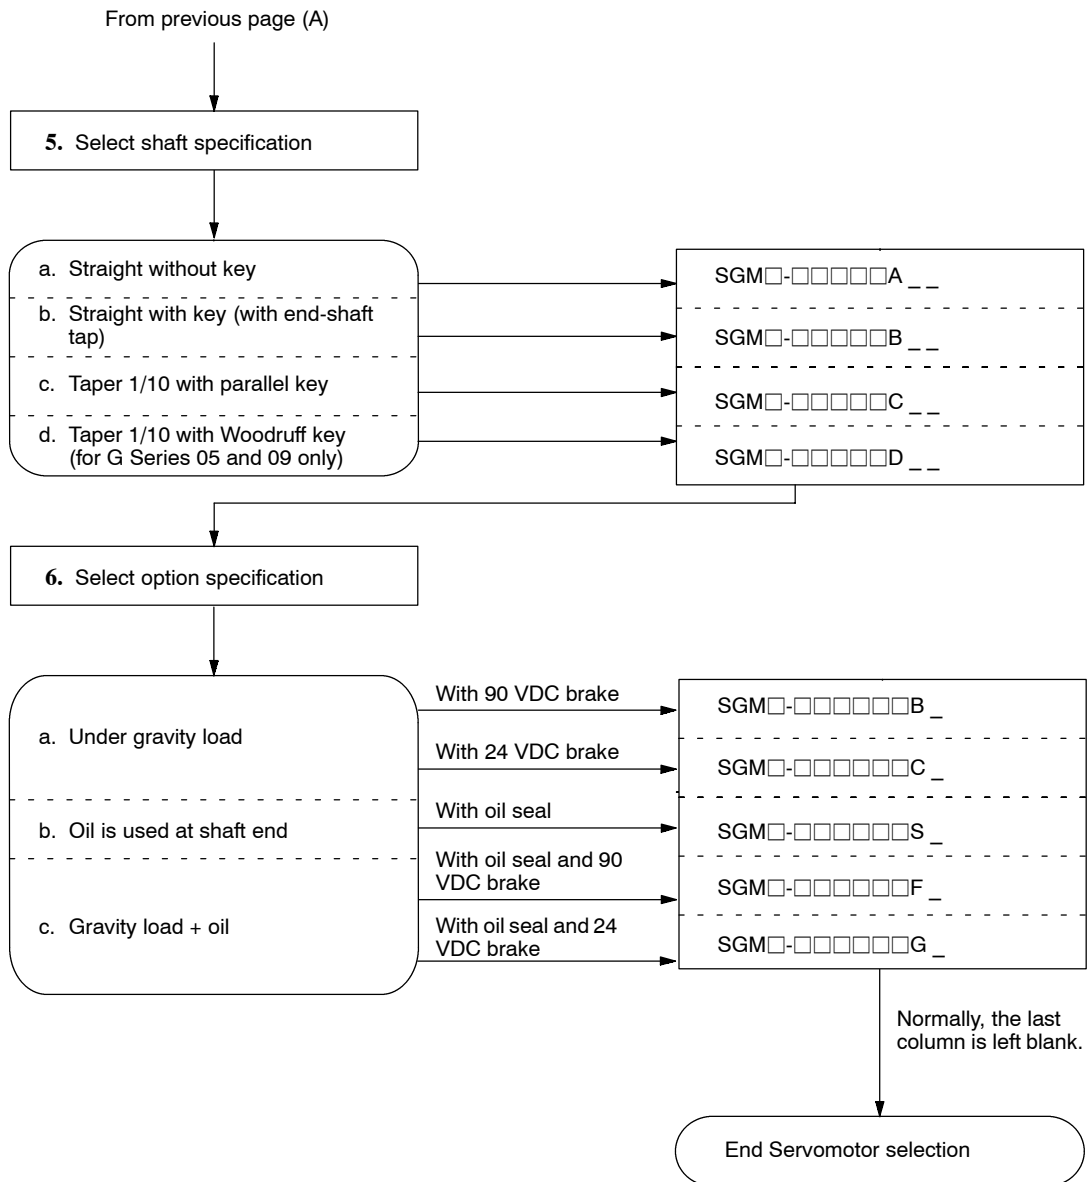 From previous page (A)
5. Select shaft specification
a. Straight without key
b. Straight with key (with end-shaft
tap)
c. Taper 1/10 with parallel key
d. Taper 1/10 with Woodruff key
(for G Series 05 and 09 only)
SGM□-□□□□□A _ _
SGM□-□□□□□B _ _
SGM□-□□□□□C _ _
SGM□-□□□□□D _ _
6. Select option specification
a. Under gravity load
b. Oil is used at shaft end
c. Gravity load + oil
With 90 VDC brake
With 24 VDC brake
With oil seal
With oil seal and 90
VDC brake
With oil seal and 24
VDC brake
SGM□-□□□□□□B _
SGM□-□□□□□□C _
SGM□-□□□□□□S _
SGM□-□□□□□□F _
SGM□-□□□□□□G _
Normally, the last
column is left blank.
End Servomotor selection